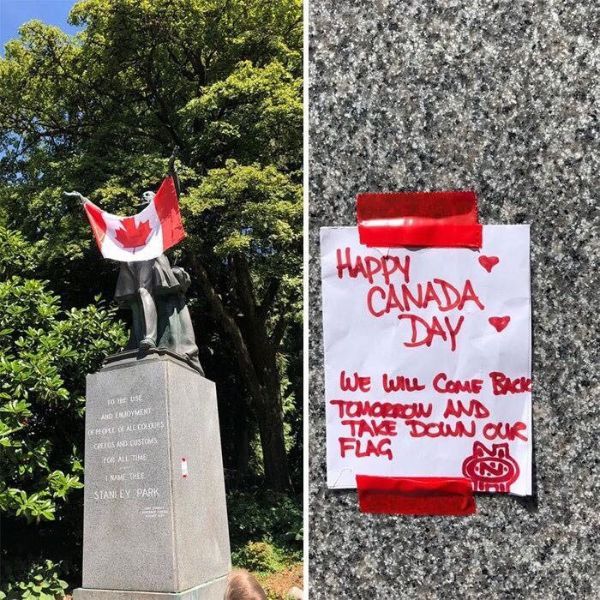 TO THE USE
AND ENJOYMENT
OF PEOPLE OF ALL COLOURS
CREEDS AND CUSTOMS
FOR ALL TIME
I NAME THEE
STANLEY PARK
HAPPY
CANADA
DAY
WE WILL COME BACK
TOMORROW AND
TAKE DOWN OUR
FLAG